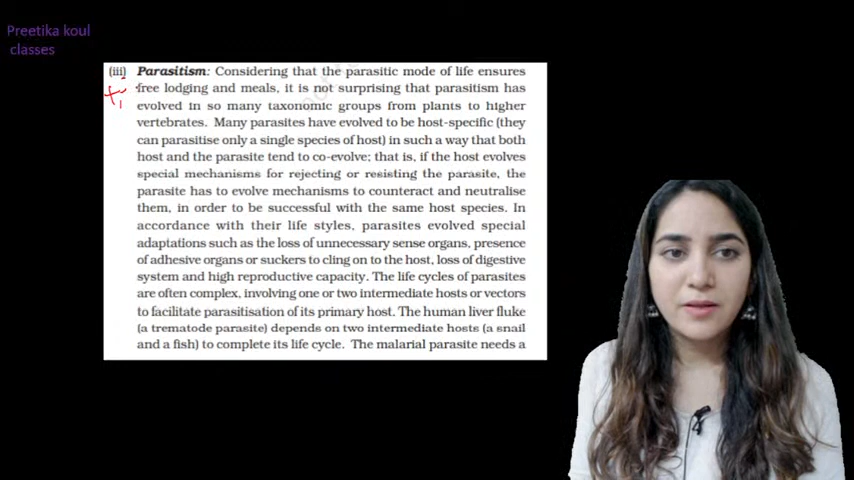 Preetika koul
classes
(iii) Parasitism: Considering that the parasitic mode of life ensures
free lodging and meals, it is not surprising that parasitism has
evolved in so many taxonomic groups from plants to higher
vertebrates. Many parasites have evolved to be host-specific (they
can parasitise only a single species of host) in such a way that both
host and the parasite tend to co-evolve; that is, if the host evolves
special mechanisms for rejecting or resisting the parasite, the
parasite has to evolve mechanisms to counteract and neutralise
them, in order to be successful with the same host species. In
accordance with their life styles, parasites evolved special
adaptations such as the loss of unnecessary sense organs, presence
of adhesive organs or suckers to cling on to the host, loss of digestive
system and high reproductive capacity. The life cycles of parasites
are often complex, involving one or two intermediate hosts or vectors
to facilitate parasitisation of its primary host. The human liver fluke
(a trematode parasite) depends on two intermediate hosts (a snail
and a fish) to complete its life cycle. The malarial parasite needs a